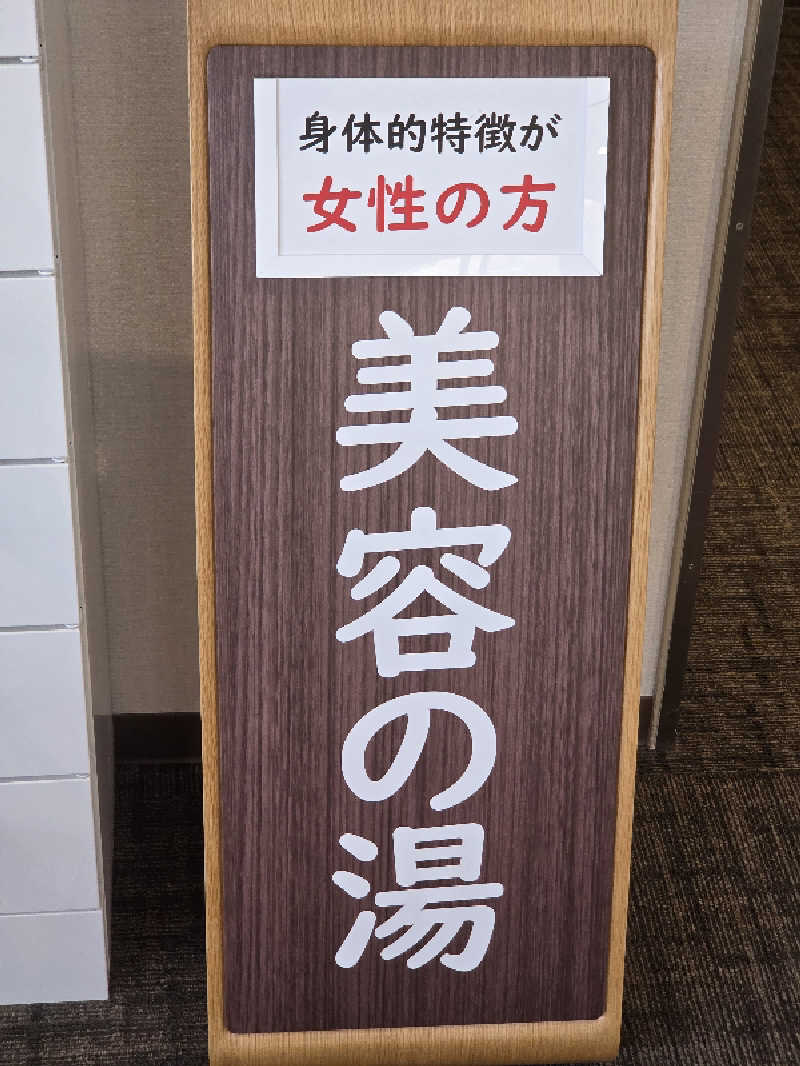 身体的特徴が
女性の方
美容の湯